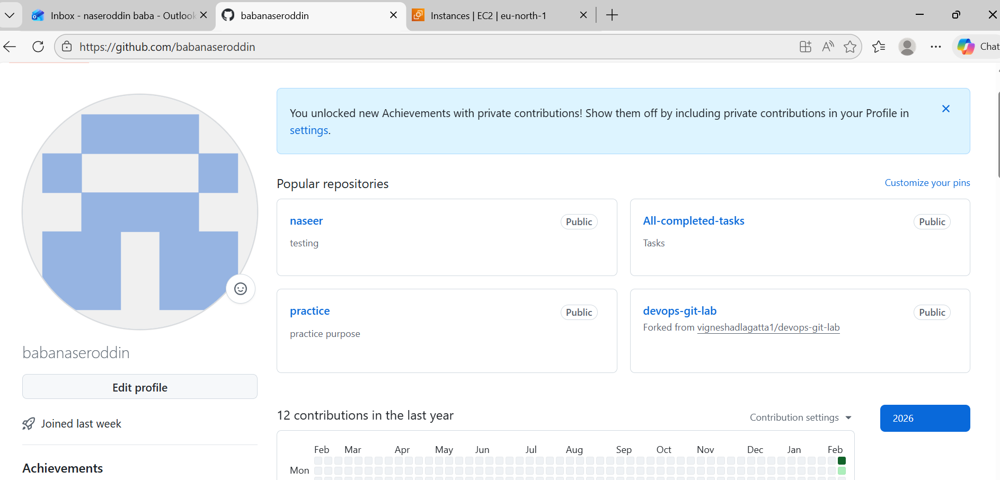 Inbox - naseroddin baba - Outlook
babanaseroddin
Instances | EC2 | eu-north-1
https://github.com/babanaseroddin
Chat
You unlocked new Achievements with private contributions! Show them off by including private contributions in your Profile in
settings.
Popular repositories
Customize your pins
naseer
Public
testing
All-completed-tasks
Public
Tasks
practice
Public
practice purpose
devops-git-lab
Public
Forked from vigneshadlagatta1/devops-git-lab
babanaseroddin
Edit profile
Joined last week
Achievements
12 contributions in the last year
Contribution settings
2026
Feb Mar Apr May Jun Jul Aug Sep Oct Nov Dec Jan Feb
Mon